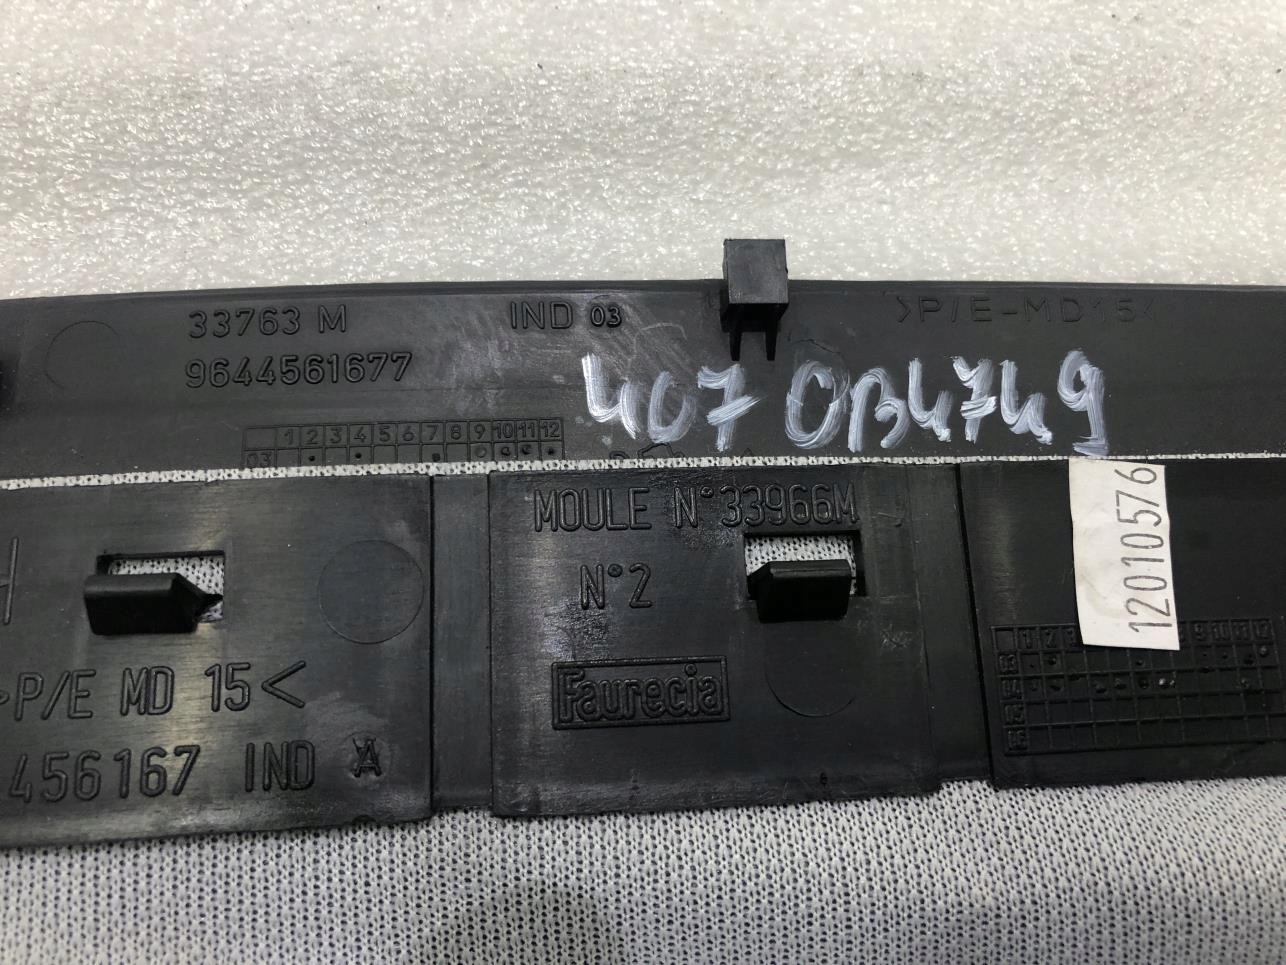 33763 M
IND 03
>P/E-MD15<
9644561677
407 OB4749
1 2 3 4 5 6 7 8 9 10 11 12
03
MOULE N°33966M
N°2
Faurecia
12010576
H
>P/E MD 15<
456167 IND A